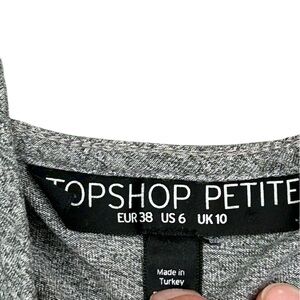 TOPSHOP PETITE
EUR 38 US 6 UK 10
Made in
Turkey